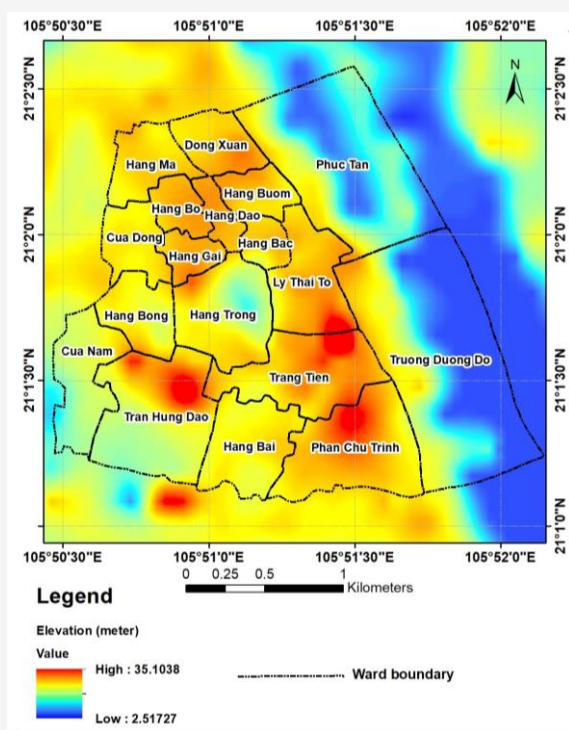 105°50'30"E 105°51'0"E 105°51'30"E 105°52'0"E
21°2'30"N
21°2'0"N
21°1'30"N
21°1'0"N
N
Dong Xuan
Hang Ma
Phuc Tan
Hang Buom
Hang Bo
Hang Dao
Cua Dong
Hang Bac
Hang Gai
Ly Thai To
Hang Bong
Hang Trong
Cua Nam
Truong Duong Do
Trang Tien
Tran Hung Dao
Hang Bai
Phan Chu Trinh
21°2'30"N
21°2'0"N
21°1'30"N
21°1'0"N
105°50'30"E 105°51'0"E 105°51'30"E 105°52'0"E
0 0.25 0.5 1
Kilometers
Legend
Elevation (meter)
Value
High : 35.1038
Low : 2.51727
Ward boundary